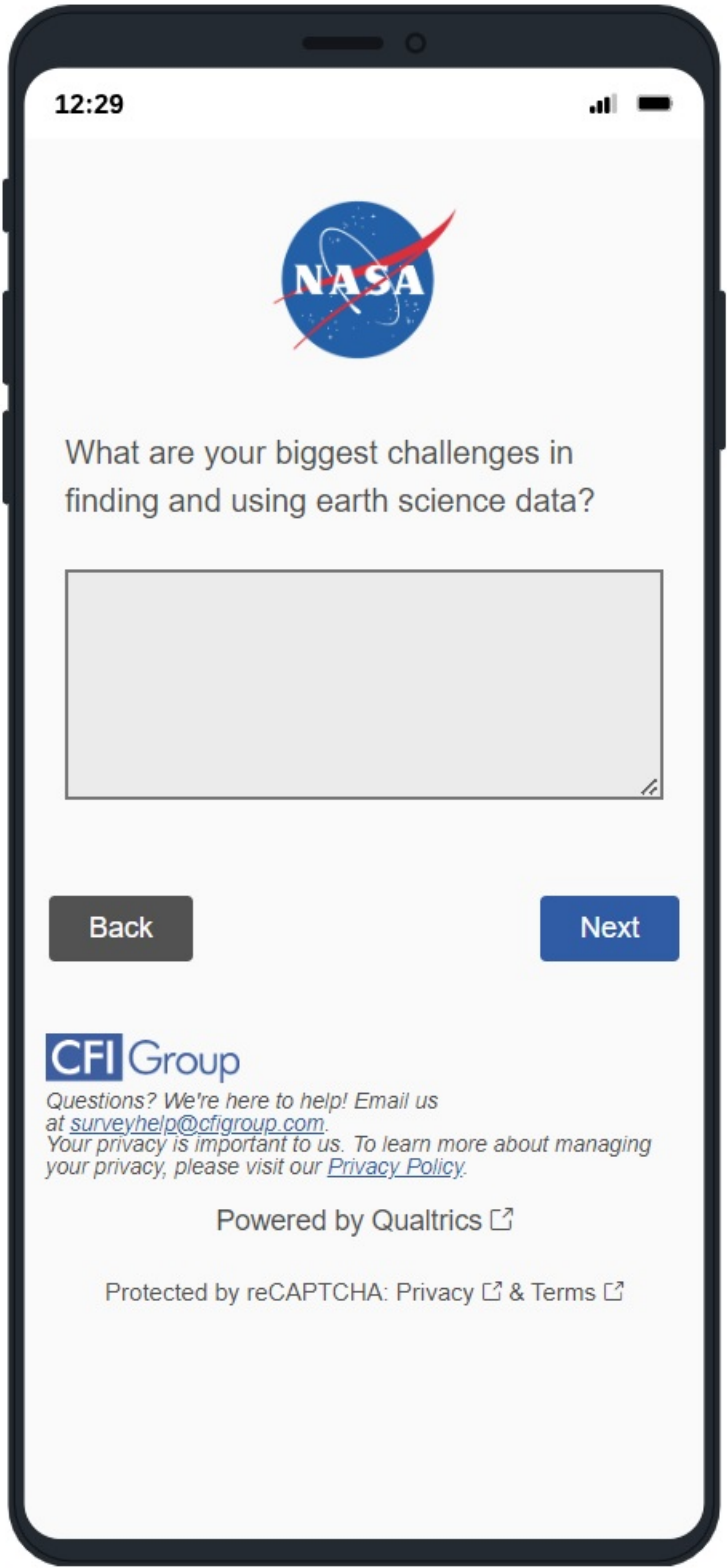 12:29
NASA
What are your biggest challenges in
finding and using earth science data?
Back
Next
CFI Group
Questions? We're here to help! Email us
at surveyhelp@cfigroup.com.
Your privacy is important to us. To learn more about managing
your privacy, please visit our Privacy Policy.
Powered by Qualtrics
Protected by reCAPTCHA: Privacy & Terms